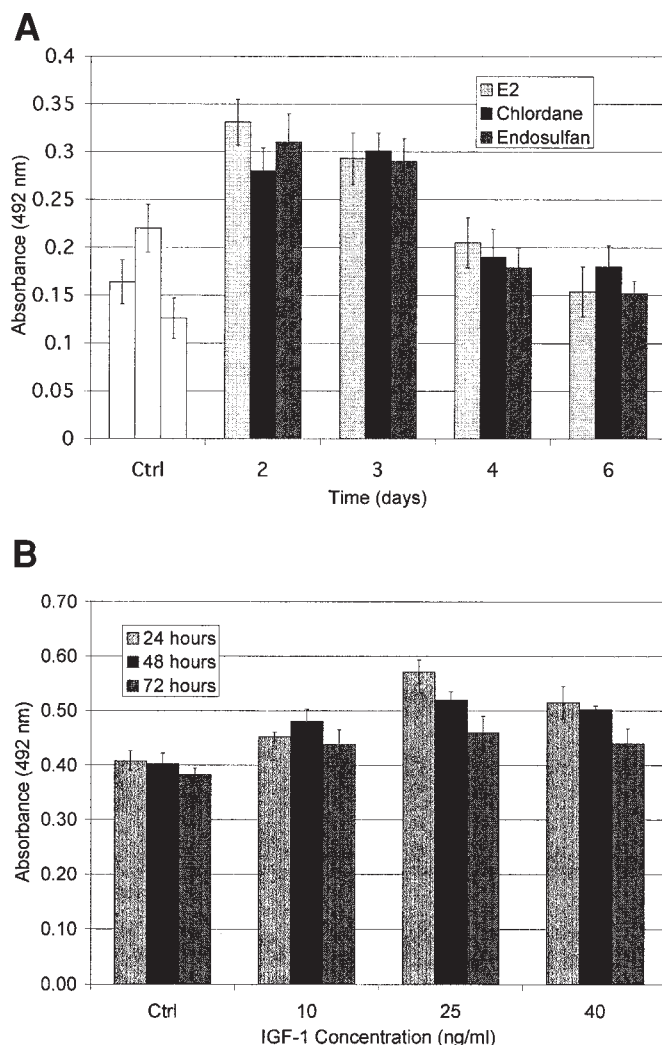 A
0.4
0.35
0.3
0.25
0.2
0.15
0.1
0.05
0
Absorbance (492 nm)
E2
Chlordane
Endosulfan
Ctrl 2 3 4 6
Time (days)
B
0.70
0.60
0.50
0.40
0.30
0.20
0.10
0.00
Absorbance (492 nm)
24 hours
48 hours
72 hours
Ctrl 10 25 40
IGF-1 Concentration (ng/ml)